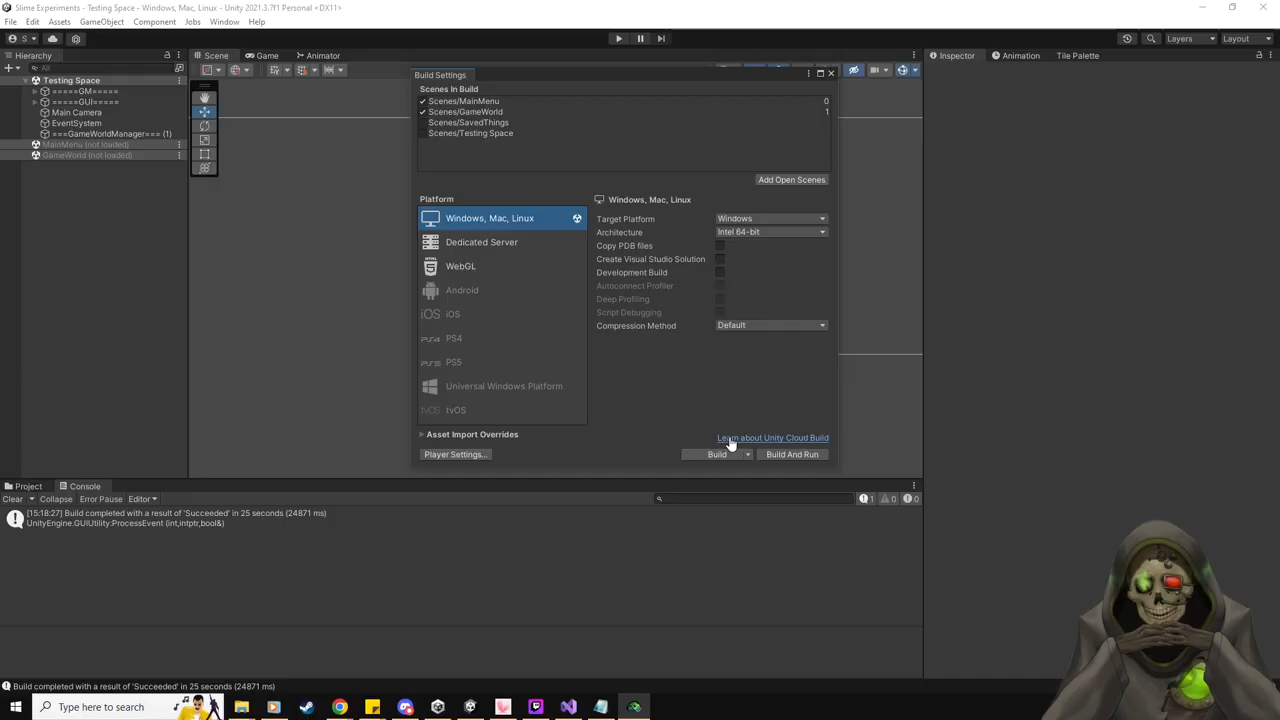 Slime Experiments - Testing Space - Windows, Mac, Linux - Unity 2021.3.7f1 Personal <DX11>
File Edit Assets GameObject Component Jobs Window Help
S
Layers Layout
Hierarchy
Scene Game Animator
Inspector Animation Tile Palette
All
Testing Space
=====GM=====
=====GUI=====
Main Camera
EventSystem
===GameWorldManager=== (1)
MainMenu (not loaded)
GameWorld (not loaded)
Build Settings
Scenes In Build
Scenes/MainMenu 0
Scenes/GameWorld 1
Scenes/SavedThings
Scenes/Testing Space
Add Open Scenes
Platform
Windows, Mac, Linux
Dedicated Server
WebGL
Android
iOS iOS
PS4 PS4
PS5 PS5
Universal Windows Platform
tvOS tvOS
Windows, Mac, Linux
Target Platform Windows
Architecture Intel 64-bit
Copy PDB files
Create Visual Studio Solution
Development Build
Autoconnect Profiler
Deep Profiling
Script Debugging
Compression Method Default
Asset Import Overrides
Learn about Unity Cloud Build
Player Settings...
Build Build And Run
Project Console
Clear Collapse Error Pause Editor
1 0 0
[15:18:27] Build completed with a result of 'Succeeded' in 25 seconds (24871 ms)
UnityEngine.GUIUtility:ProcessEvent (int,intptr,bool&)
Build completed with a result of 'Succeeded' in 25 seconds (24871 ms)
Type here to search